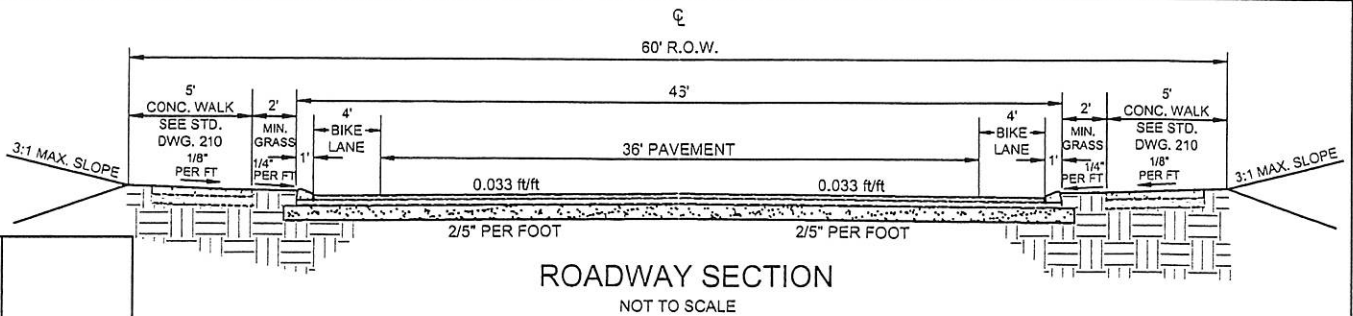 ℄
60' R.O.W.
46'
5'
CONC. WALK
SEE STD.
DWG. 210
1/8"
PER FT
2'
MIN.
GRASS
1/4"
PER FT
1'
4'
BIKE
LANE
36' PAVEMENT
4'
BIKE
LANE
1'
2'
MIN.
GRASS
1/4"
PER FT
5'
CONC. WALK
SEE STD.
DWG. 210
1/8"
PER FT
3:1 MAX. SLOPE
3:1 MAX. SLOPE
0.033 ft/ft
0.033 ft/ft
2/5" PER FOOT
2/5" PER FOOT
ROADWAY SECTION
NOT TO SCALE